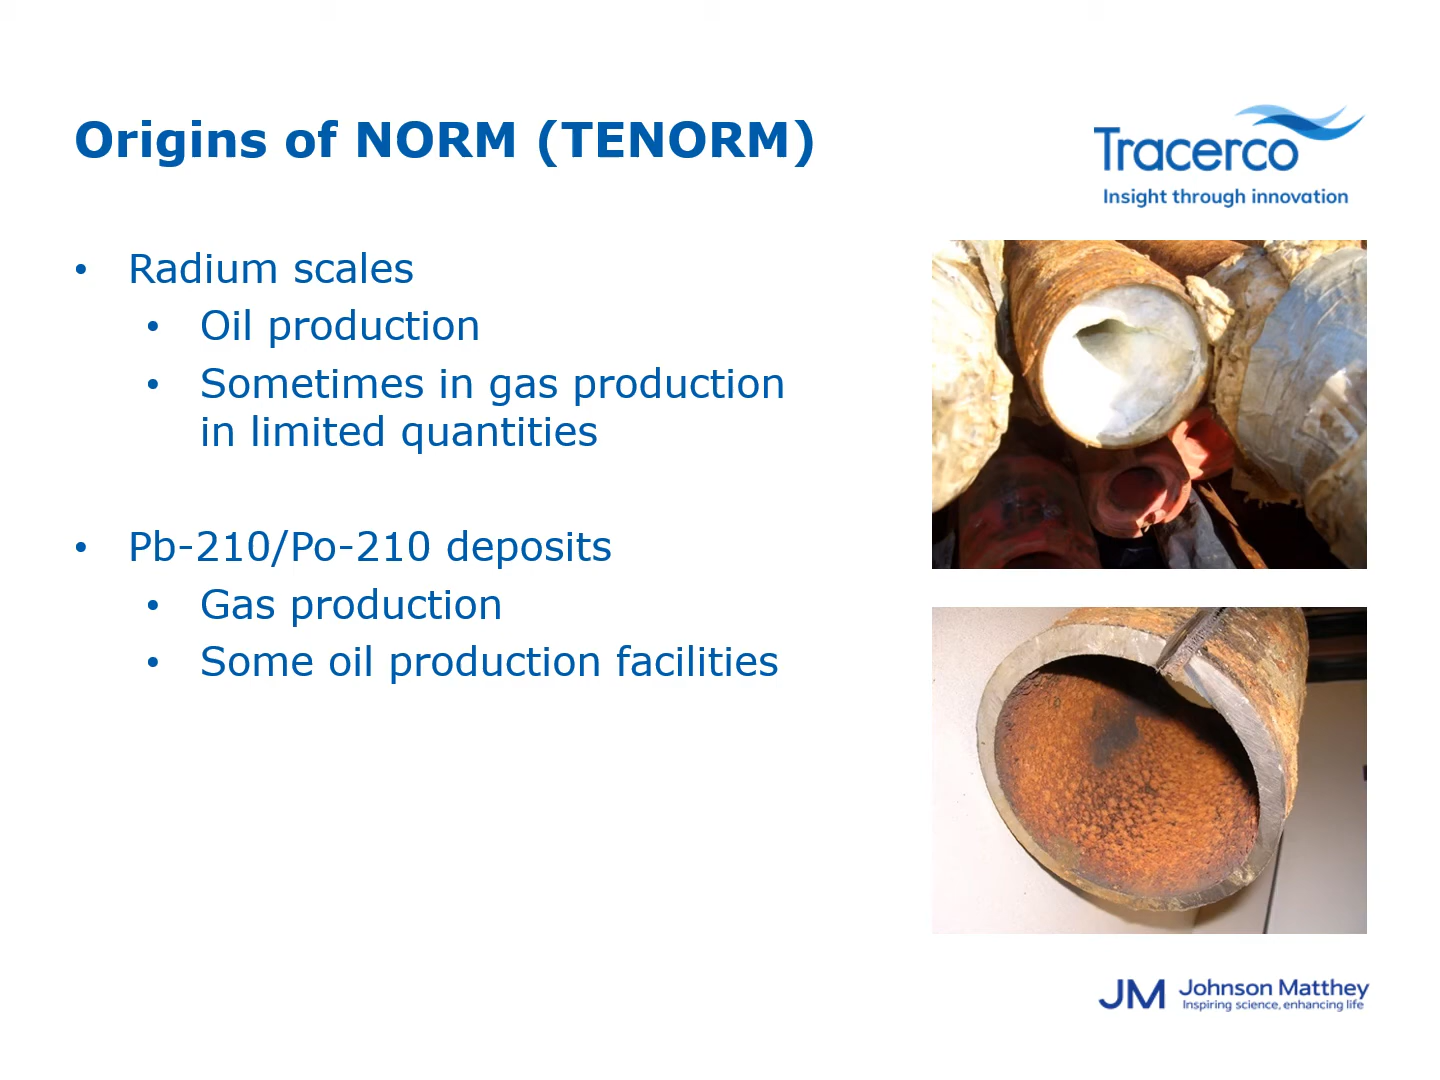 Origins of NORM (TENORM)
Tracerco
Insight through innovation
• Radium scales
• Oil production
• Sometimes in gas production
in limited quantities
• Pb-210/Po-210 deposits
• Gas production
• Some oil production facilities
JM Johnson Matthey
Inspiring science, enhancing life